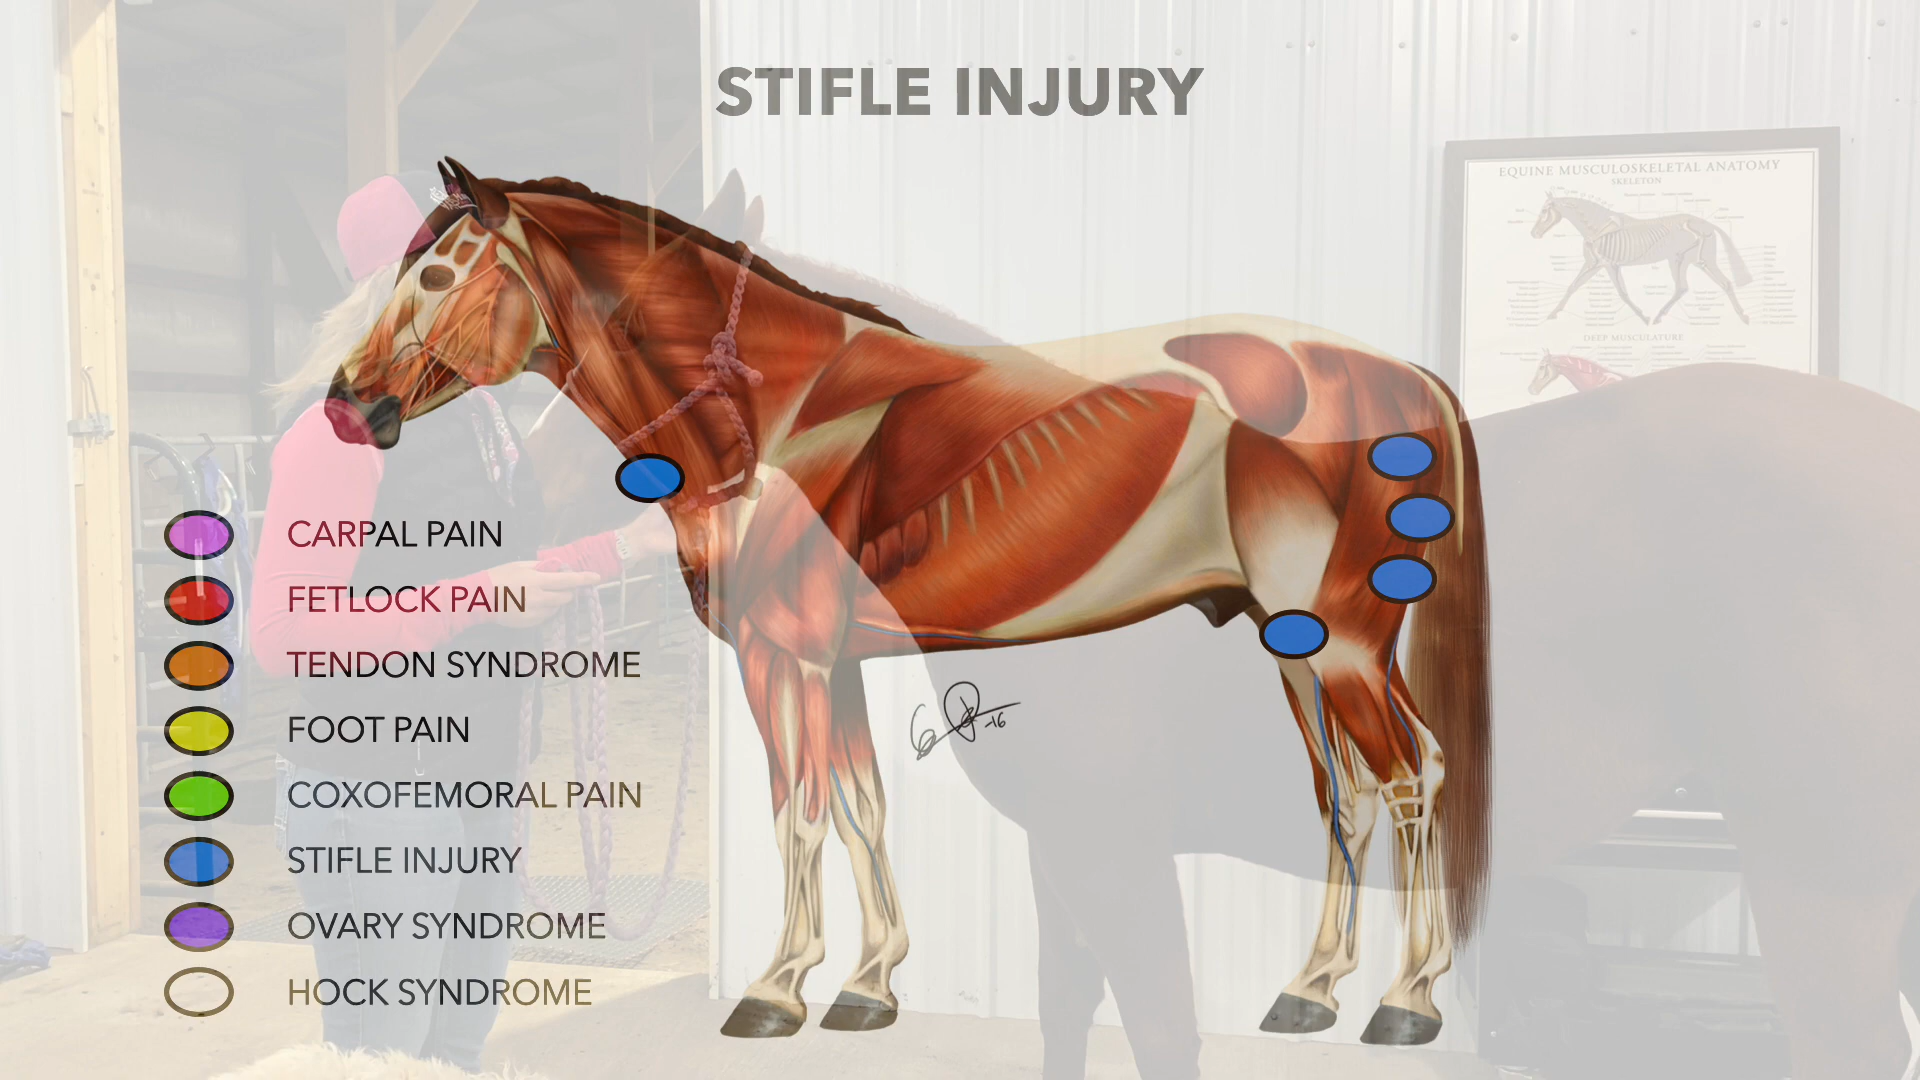 STIFLE INJURY
EQUINE MUSCULOSKELETAL ANATOMY
SKELETON
DEEP MUSCULATURE
CARPAL PAIN
FETLOCK PAIN
TENDON SYNDROME
FOOT PAIN
COXOFEMORAL PAIN
STIFLE INJURY
OVARY SYNDROME
HOCK SYNDROME
-16